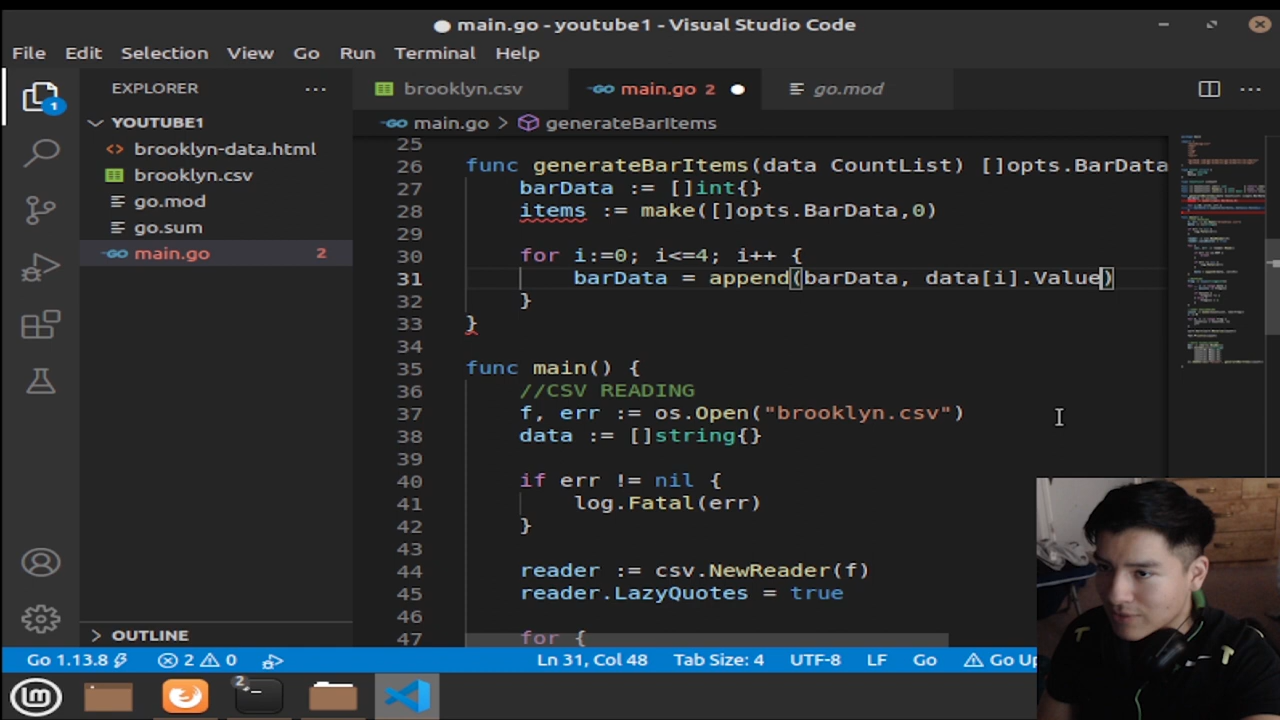 main.go - youtube1 - Visual Studio Code
File Edit Selection View Go Run Terminal Help
EXPLORER
brooklyn.csv
main.go 2
go.mod
1
YOUTUBE1
brooklyn-data.html
brooklyn.csv
go.mod
go.sum
main.go 2
OUTLINE
main.go > generateBarItems
25
26 func generateBarItems(data CountList) []opts.BarData
27 barData := []int{}
28 items := make([]opts.BarData,0)
29
30 for i:=0; i<=4; i++ {
31 barData = append(barData, data[i].Value)
32 }
33 }
34
35 func main() {
36 //CSV READING
37 f, err := os.Open("brooklyn.csv")
38 data := []string{}
39
40 if err != nil {
41 log.Fatal(err)
42 }
43
44 reader := csv.NewReader(f)
45 reader.LazyQuotes = true
46
47 for {
Go 1.13.8 2 0 Ln 31, Col 48 Tab Size: 4 UTF-8 LF Go Go Up
lm 2